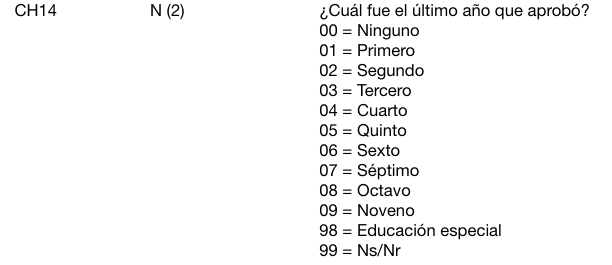 CH14 N (2) ¿Cuál fue el último año que aprobó?
00 = Ninguno
01 = Primero
02 = Segundo
03 = Tercero
04 = Cuarto
05 = Quinto
06 = Sexto
07 = Séptimo
08 = Octavo
09 = Noveno
98 = Educación especial
99 = Ns/Nr